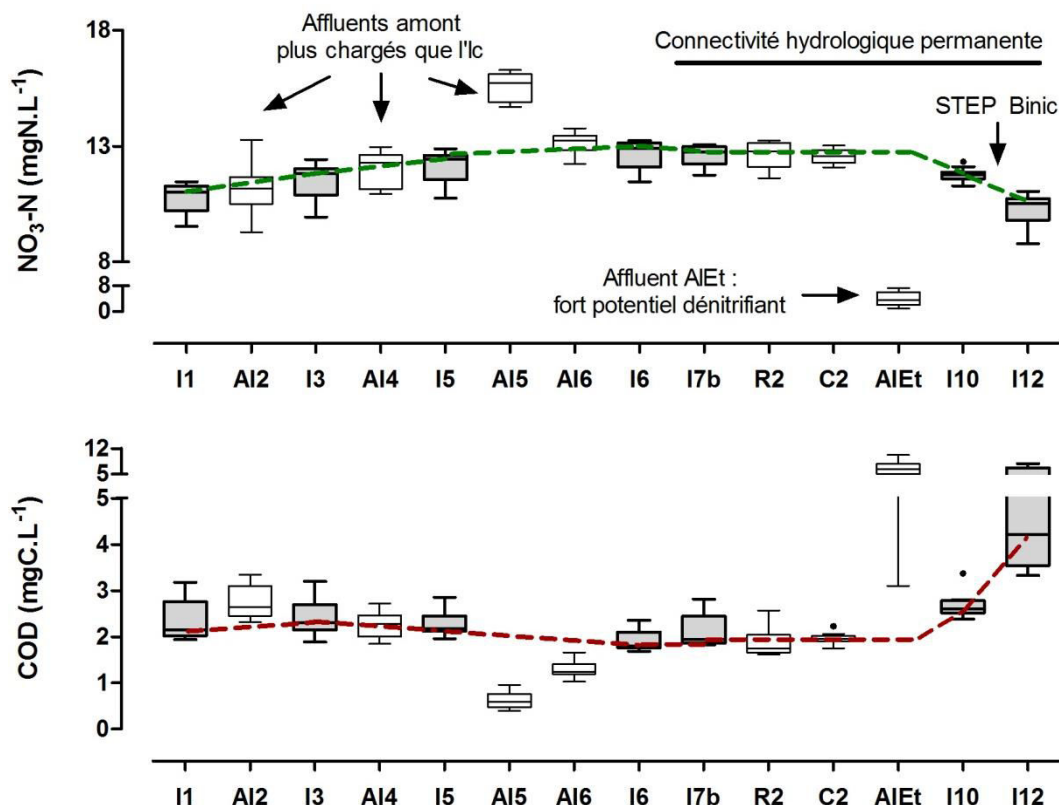 Affluents amont
plus chargés que l'Ic
Connectivité hydrologique permanente
STEP Binic
Affluent AIEt :
fort potentiel dénitrifiant
NO3-N (mgN.L-1)
18
13
8
8
0
I1 AI2 I3 AI4 I5 AI5 AI6 I6 I7b R2 C2 AIEt I10 I12
COD (mgC.L-1)
12
5
5
4
3
2
1
0
I1 AI2 I3 AI4 I5 AI5 AI6 I6 I7b R2 C2 AIEt I10 I12